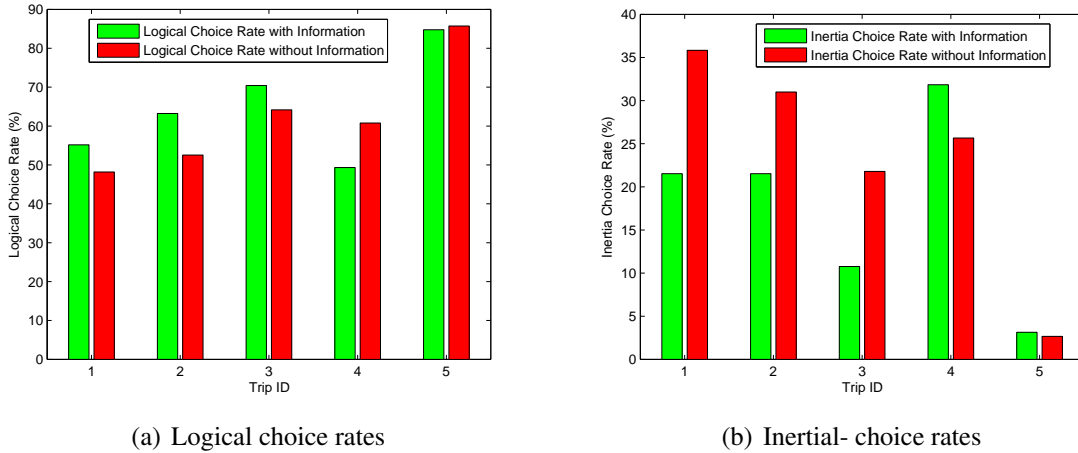 90
80
70
60
50
40
30
20
10
0
Logical Choice Rate (%)
Logical Choice Rate with Information
Logical Choice Rate without Information
1 2 3 4 5
Trip ID
(a) Logical choice rates
40
35
30
25
20
15
10
5
0
Inertia Choice Rate (%)
Inertia Choice Rate with Information
Inertia Choice Rate without Information
1 2 3 4 5
Trip ID
(b) Inertial- choice rates